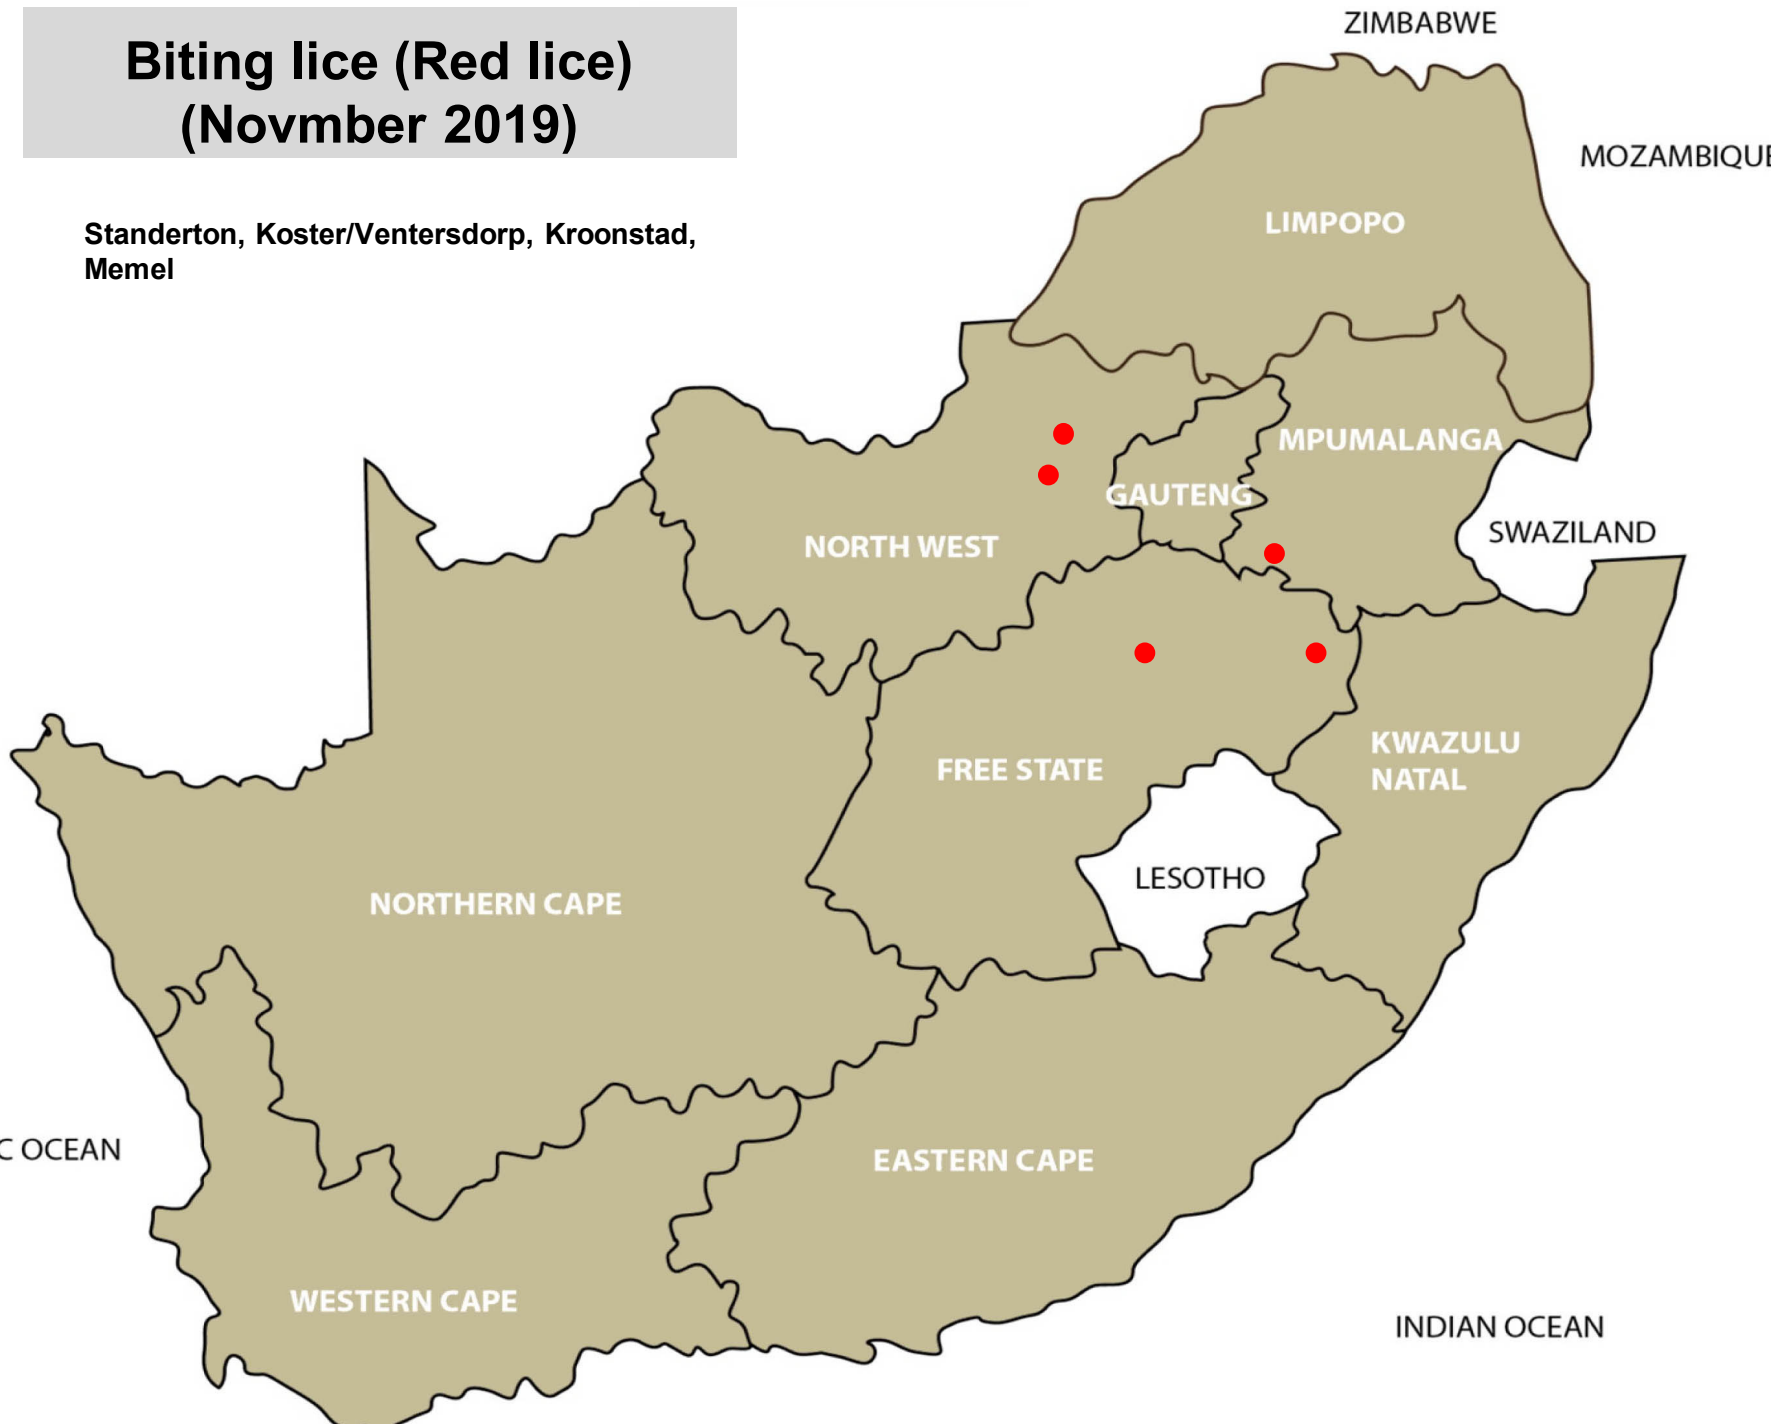 Biting lice (Red lice)
(Novmber 2019)
Standerton, Koster/Ventersdorp, Kroonstad,
Memel
ZIMBABWE
MOZAMBIQUE
LIMPOPO
MPUMALANGA
GAUTENG
SWAZILAND
NORTH WEST
KWAZULU
NATAL
FREE STATE
LESOTHO
NORTHERN CAPE
C OCEAN
EASTERN CAPE
WESTERN CAPE
INDIAN OCEAN